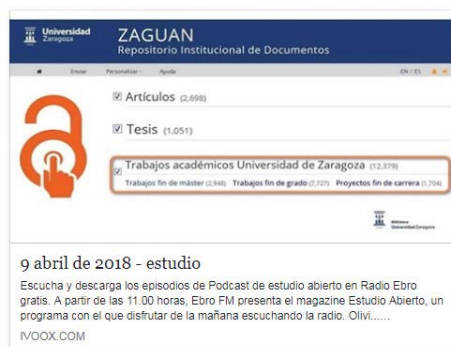 Universidad
Zaragoza
ZAGUAN
Repositorio Institucional de Documentos
Enviar Personalizar Ayuda EN / ES
Artículos (2,698)
Tesis (1,051)
Trabajos académicos Universidad de Zaragoza (12,379)
Trabajos fin de máster (2,948) Trabajos fin de grado (7,727) Proyectos fin de carrera (1,704)
Biblioteca
Universidad Zaragoza
9 abril de 2018 - estudio
Escucha y descarga los episodios de Podcast de estudio abierto en Radio Ebro
gratis. A partir de las 11.00 horas, Ebro FM presenta el magazine Estudio Abierto, un
programa con el que disfrutar de la mañana escuchando la radio. Olivi......
IVOOX.COM